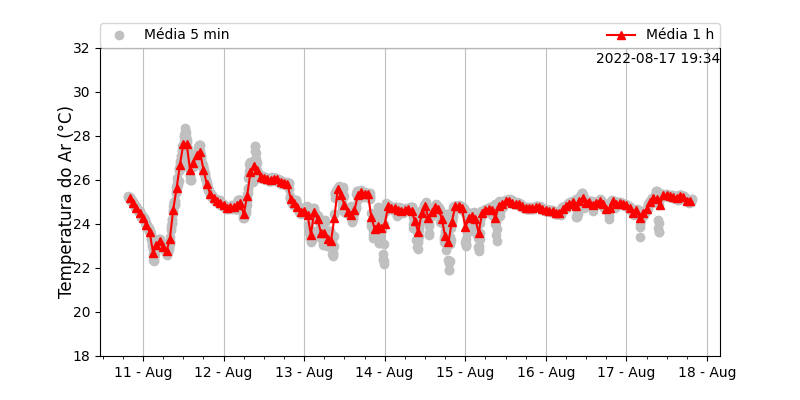 Média 5 min
Média 1 h
2022-08-17 19:34
Temperatura do Ar (°C)
32
30
28
26
24
22
20
18
11 - Aug
12 - Aug
13 - Aug
14 - Aug
15 - Aug
16 - Aug
17 - Aug
18 - Aug